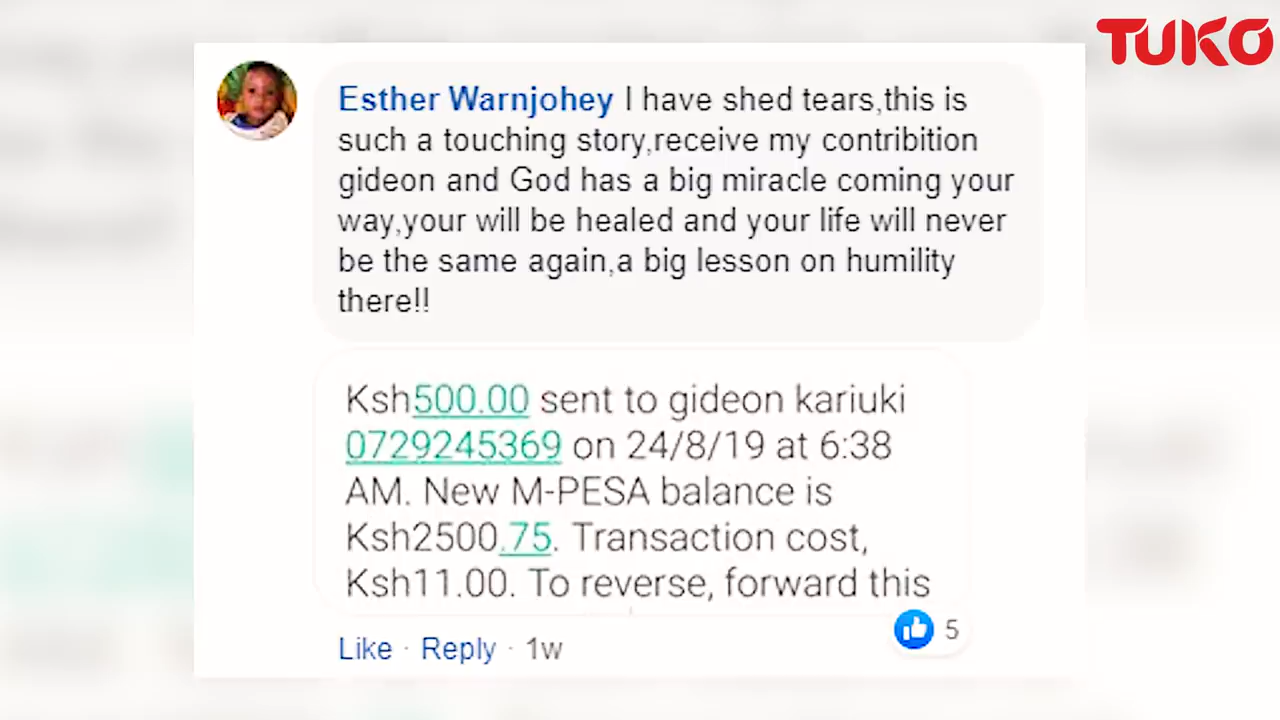 TUKO
Esther Warnjohey I have shed tears,this is
such a touching story,receive my contribition
gideon and God has a big miracle coming your
way,your will be healed and your life will never
be the same again,a big lesson on humility
there!!
Ksh500.00 sent to gideon kariuki
0729245369 on 24/8/19 at 6:38
AM. New M-PESA balance is
Ksh2500.75. Transaction cost,
Ksh11.00. To reverse, forward this
5
Like · Reply · 1w